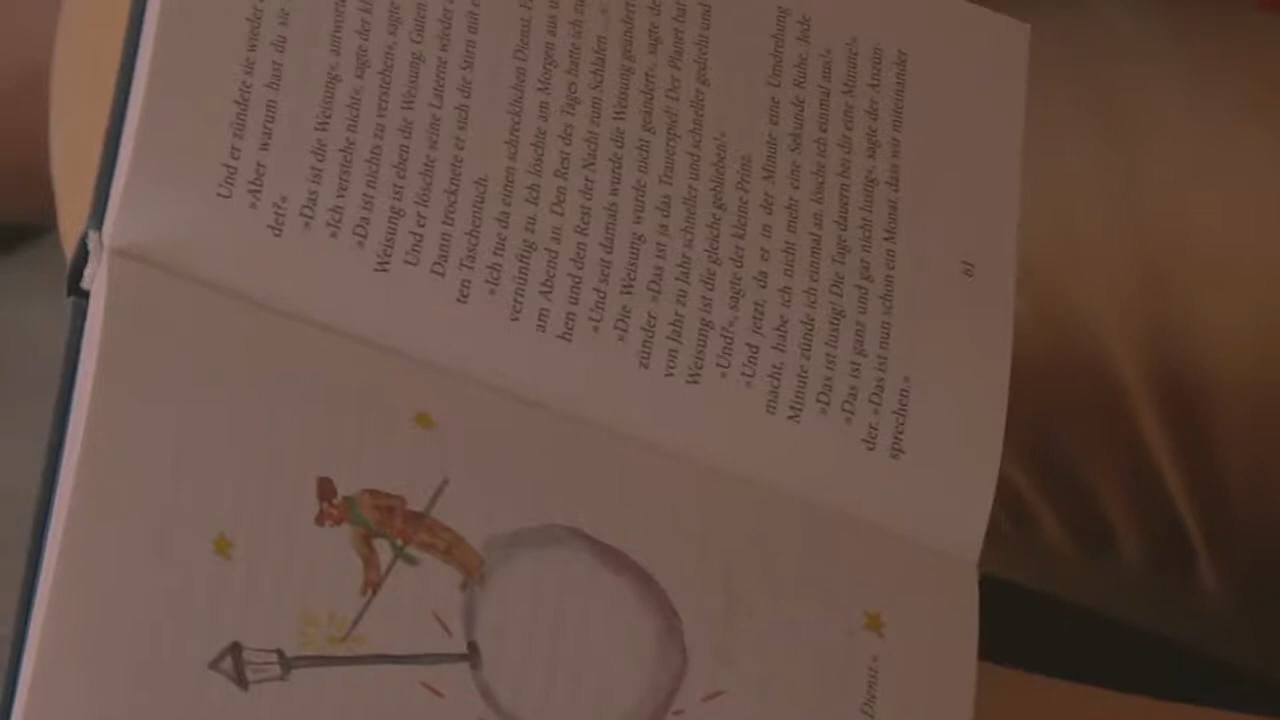 Und er zündete sie wieder
»Aber warum hast du sie
det?«
»Das ist die Weisung«,
»Ich verstehe nicht«, sagte der
»Da ist nichts zu verstehen«, sagte
Weisung ist eben die Weisung. Guten
Und er löschte seine Laterne wieder
Dann trocknete er sich die Stirn mit
ten Taschentuch.
»Ich tue da einen schrecklichen Dienst.
vernünftig zu. Ich löschte am Morgen aus
am Abend an. Den Rest des Tages hatte ich
hen und den Rest der Nacht zum Schlafen ...«
»Und seit damals wurde die Weisung geändert
»Die Weisung wurde nicht geändert«, sagte
zünder. »Das ist ja das Trauerspiel! Der Planet
von Jahr zu Jahr schneller und schneller gedreht und
Weisung ist die gleiche geblieben!«
»Und?«, sagte der kleine Prinz.
»Und jetzt, da er in der Minute eine Umdrehung
macht, habe ich nicht mehr eine Sekunde Ruhe. Jede
Minute zünde ich einmal an, lösche ich einmal aus!«
»Das ist lustig! Die Tage dauern bei dir eine Minute!«
»Das ist ganz und gar nicht lustig«, sagte der Anzün-
der. »Das ist nun schon ein Monat, dass wir miteinander
sprechen.«
61
Dienst.«